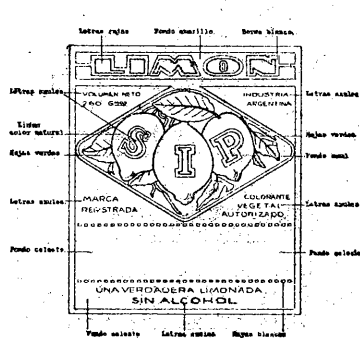 Letras rojas Fondo amarillo Borde blanco
LIMON
Letras azules VOLUMEN NETO INDUSTRIA Letras azules
260 ARGENTINA
Limon
color natural
Hojas verdes
S I P
Hojas verdes
Fondo azul
Letras azules MARCA COLORANTE
REGISTRADA VEGETAL Letras azules
AUTORIZADO
Fondo celeste Fondo celeste
UNA VERDADERA LIMONADA
SIN ALCOHOL
Fondo celeste Letras azules Rayas blancas